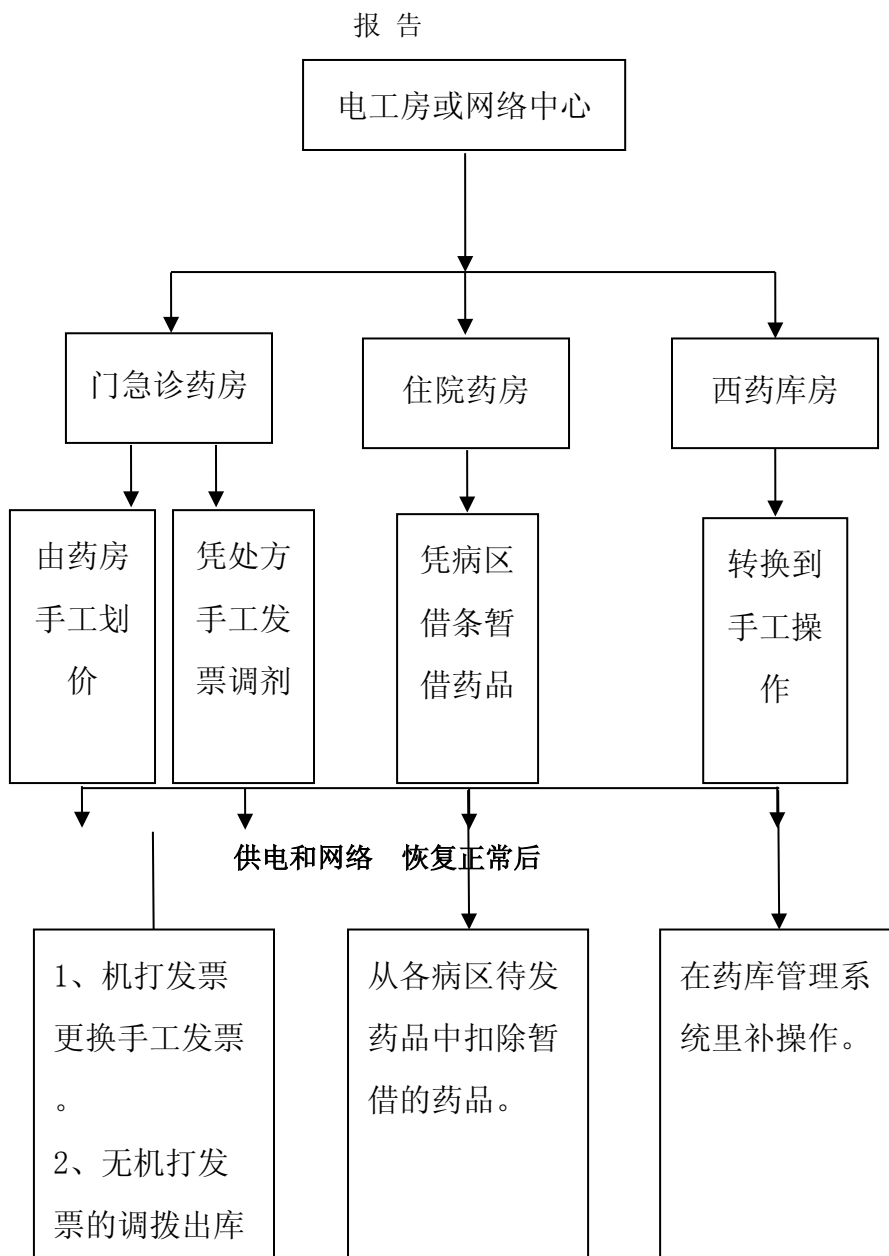 报 告
电工房或网络中心
门急诊药房
住院药房
西药库房
由药房
手工划
价
凭处方
手工发
票调剂
凭病区
借条暂
借药品
转换到
手工操
作
供电和网络 恢复正常后
1、机打发票
更换手工发票
。
2、无机打发
票的调拨出库
从各病区待发
药品中扣除暂
借的药品。
在药库管理系
统里补操作。